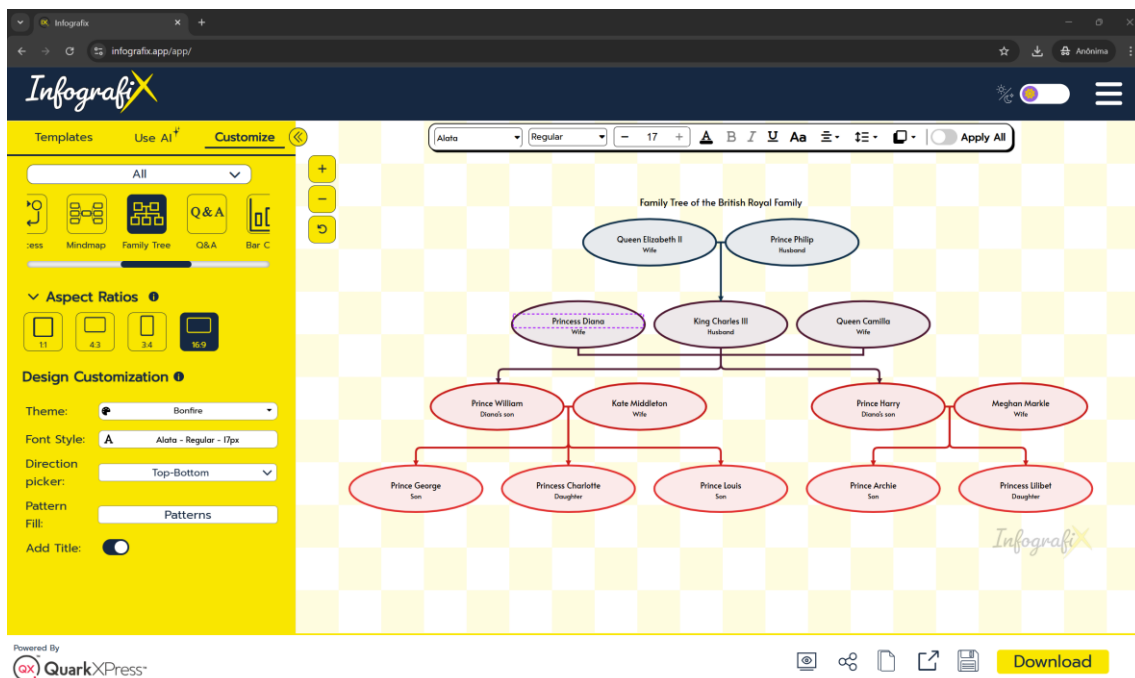 Infografix
infografix.app/app/
Anónima
InfografiX
Templates
Use AI
Customize
All
:ess
Mindmap
Family Tree
Q&A
Q&A
Bar C
Aspect Ratios
1:1
4:3
3:4
16:9
Design Customization
Theme:
Bonfire
Font Style:
A
Alata - Regular - 17px
Direction
picker:
Top-Bottom
Pattern
Fill:
Patterns
Add Title:
Alata
Regular
− 17 +
A B I U Aa
Apply All
Family Tree of the British Royal Family
Queen Elizabeth II
Wife
Prince Philip
Husband
Princess Diana
Wife
King Charles III
Husband
Queen Camilla
Wife
Prince William
Diana's son
Kate Middleton
Wife
Prince Harry
Diana's son
Meghan Markle
Wife
Prince George
Son
Princess Charlotte
Daughter
Prince Louis
Son
Prince Archie
Son
Princess Lilibet
Daughter
InfografiX
Powered By
QX QuarkXPress
Download